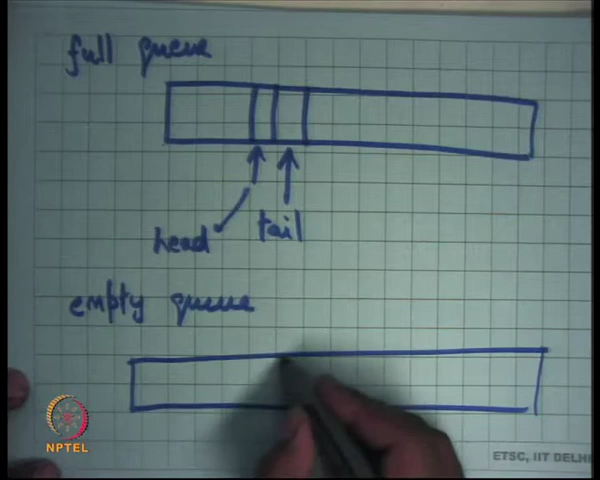 full queue
head tail
empty queue
NPTEL
ETSC, IIT DELHI